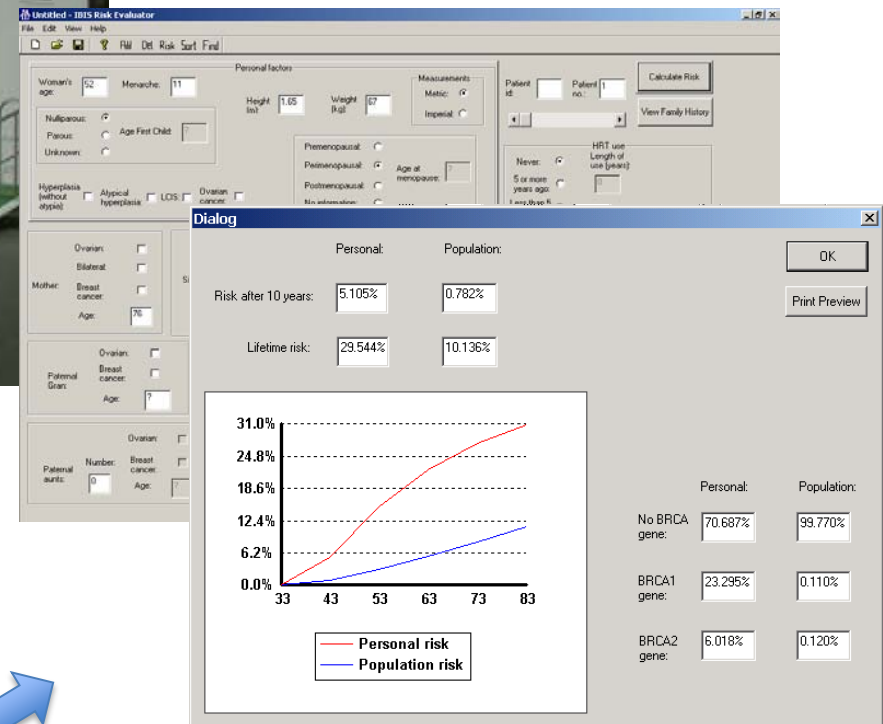 Untitled - IBIS Risk Evaluator
File Edit View Help
Del Risk Sort Find
Personal factors
Woman's age: 52 Menarche: 11
Height (m): 1.65 Weight (kg): 67
Measurements
Metric:
Imperial:
Patient id: Patient no.: 1
Calculate Risk
View Family History
Nulliparous:
Parous:
Unknown:
Age First Child: ?
Premenopausal:
Perimenopausal:
Postmenopausal:
No information:
Age at menopause: ?
HRT use
Never:
Length of use (years): 0
5 or more years ago:
Less than 5
Hyperplasia (without atypia):
Atypical hyperplasia:
LCIS:
Ovarian cancer:
Mother:
Ovarian:
Bilateral:
Breast cancer:
Age: 76
Paternal Gran:
Ovarian:
Breast cancer:
Age: ?
Paternal aunts:
Number: 0
Ovarian:
Breast cancer:
Age: ?
Dialog
Personal: Population:
Risk after 10 years: 5.105% 0.782%
Lifetime risk: 29.544% 10.136%
OK
Print Preview
31.0%
24.8%
18.6%
12.4%
6.2%
0.0%
33 43 53 63 73 83
Personal risk
Population risk
Personal: Population:
No BRCA gene: 70.687% 99.770%
BRCA1 gene: 23.295% 0.110%
BRCA2 gene: 6.018% 0.120%